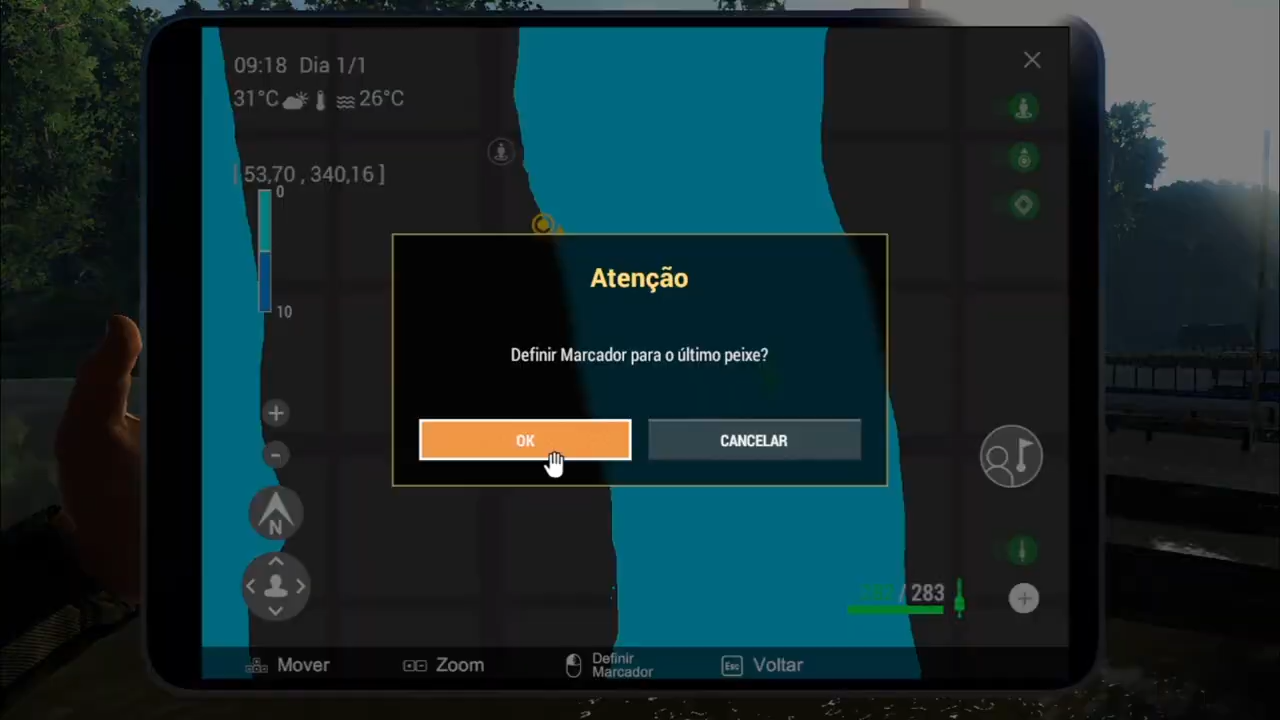 09:18 Dia 1/1
31°C 26°C
[ 53,70 , 340,16 ]
0
10
Atenção
Definir Marcador para o último peixe?
OK
CANCELAR
+
-
N
/ 283
+
Mover
Zoom
Definir
Marcador
Esc
Voltar